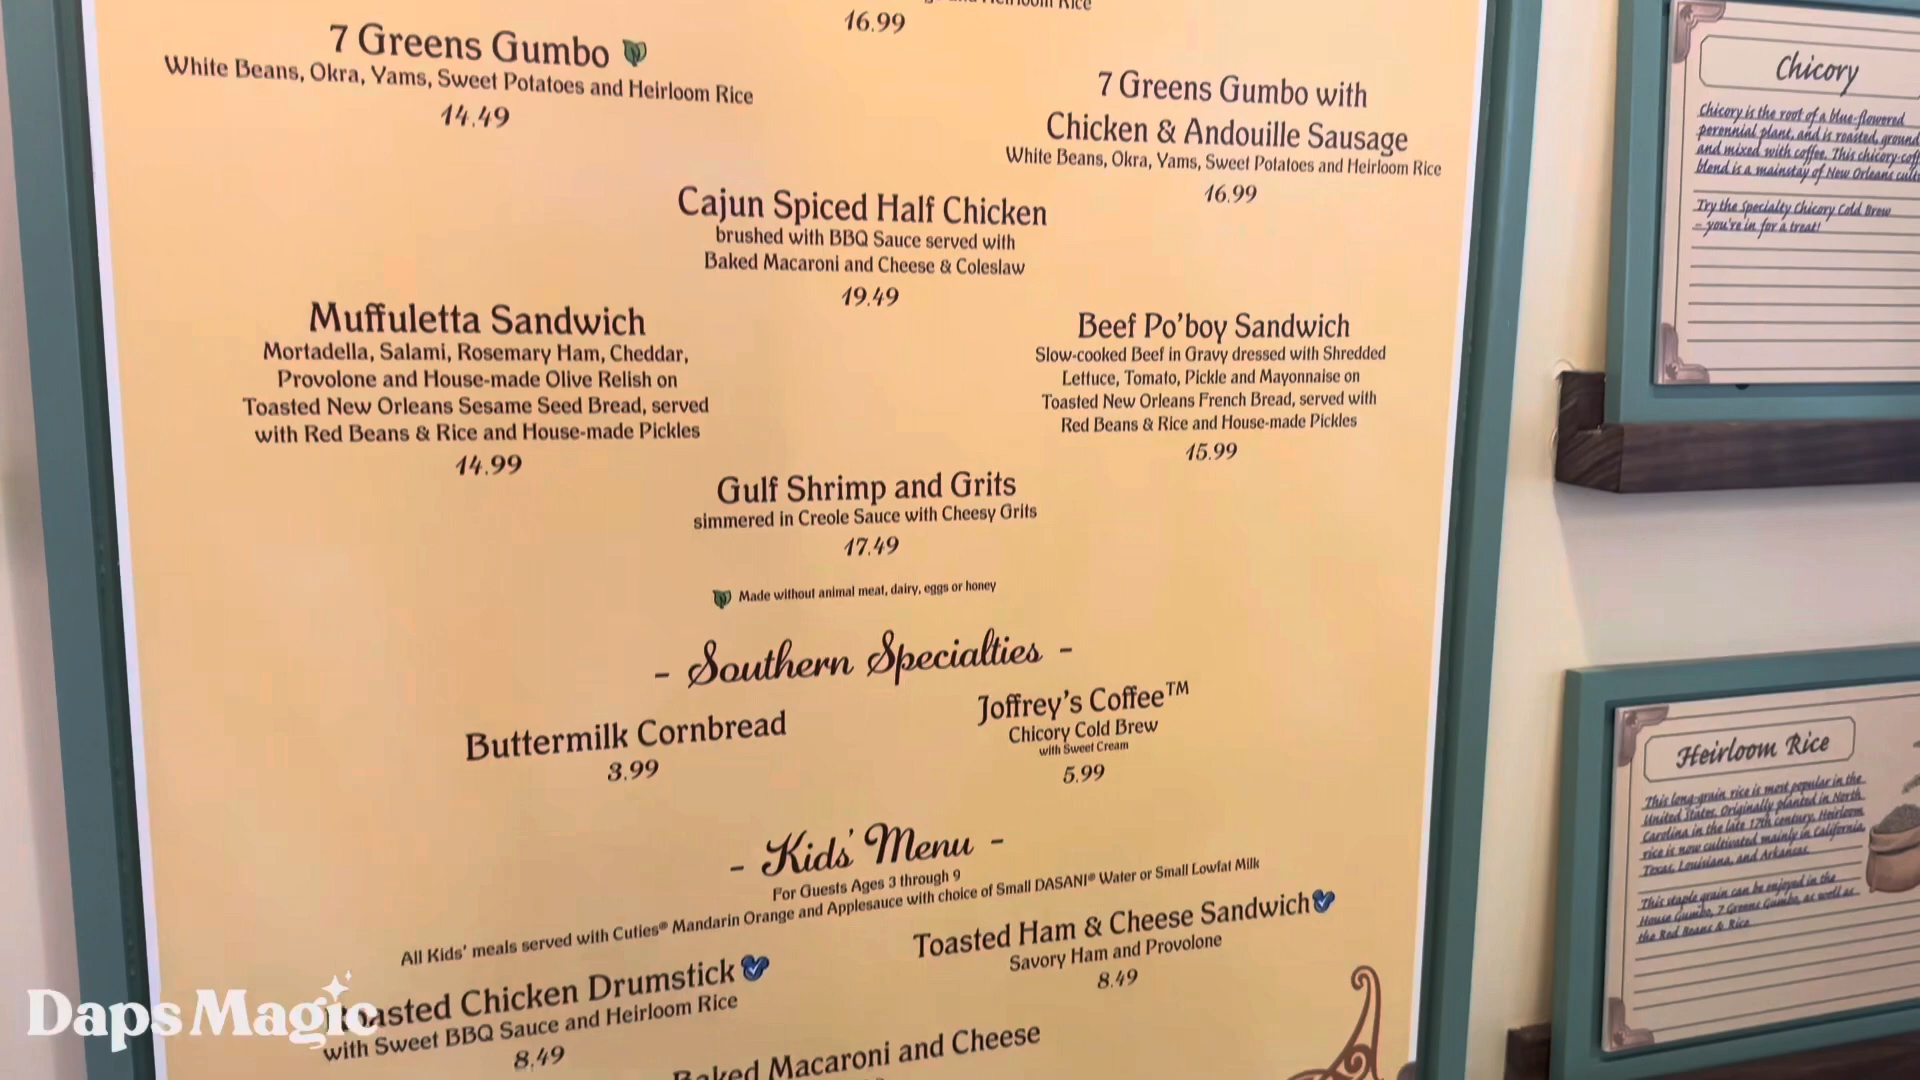 Heirloom Rice
16.99
7 Greens Gumbo
White Beans, Okra, Yams, Sweet Potatoes and Heirloom Rice
14.49
7 Greens Gumbo with
Chicken & Andouille Sausage
White Beans, Okra, Yams, Sweet Potatoes and Heirloom Rice
16.99
Cajun Spiced Half Chicken
brushed with BBQ Sauce served with
Baked Macaroni and Cheese & Coleslaw
19.49
Muffuletta Sandwich
Mortadella, Salami, Rosemary Ham, Cheddar,
Provolone and House-made Olive Relish on
Toasted New Orleans Sesame Seed Bread, served
with Red Beans & Rice and House-made Pickles
14.99
Beef Po'boy Sandwich
Slow-cooked Beef in Gravy dressed with Shredded
Lettuce, Tomato, Pickle and Mayonnaise on
Toasted New Orleans French Bread, served with
Red Beans & Rice and House-made Pickles
15.99
Gulf Shrimp and Grits
simmered in Creole Sauce with Cheesy Grits
17.49
Made without animal meat, dairy, eggs or honey
- Southern Specialties -
Buttermilk Cornbread
3.99
Joffrey's Coffee™
Chicory Cold Brew
with Sweet Cream
5.99
- Kids' Menu -
For Guests Ages 3 through 9
All Kids' meals served with Cuties® Mandarin Orange and Applesauce with choice of Small DASANI® Water or Small Lowfat Milk
Roasted Chicken Drumstick
with Sweet BBQ Sauce and Heirloom Rice
8.49
Toasted Ham & Cheese Sandwich
Savory Ham and Provolone
8.49
Baked Macaroni and Cheese
Chicory
Chicory is the root of a blue-flowered
perennial plant, and is roasted, ground
and mixed with coffee. This chicory-coff
blend is a mainstay of New Orleans cult
Try the Specialty Chicory Cold Brew
- you're in for a treat!
Heirloom Rice
This long-grain rice is most popular in the
United States. Originally planted in North
Carolina in the late 17th century, Heirloom
rice is now cultivated mainly in California,
Texas, Louisiana, and Arkansas.
This staple grain can be enjoyed in the
House Gumbo, 7 Greens Gumbo, as well as
the Red Beans & Rice
Daps Magic